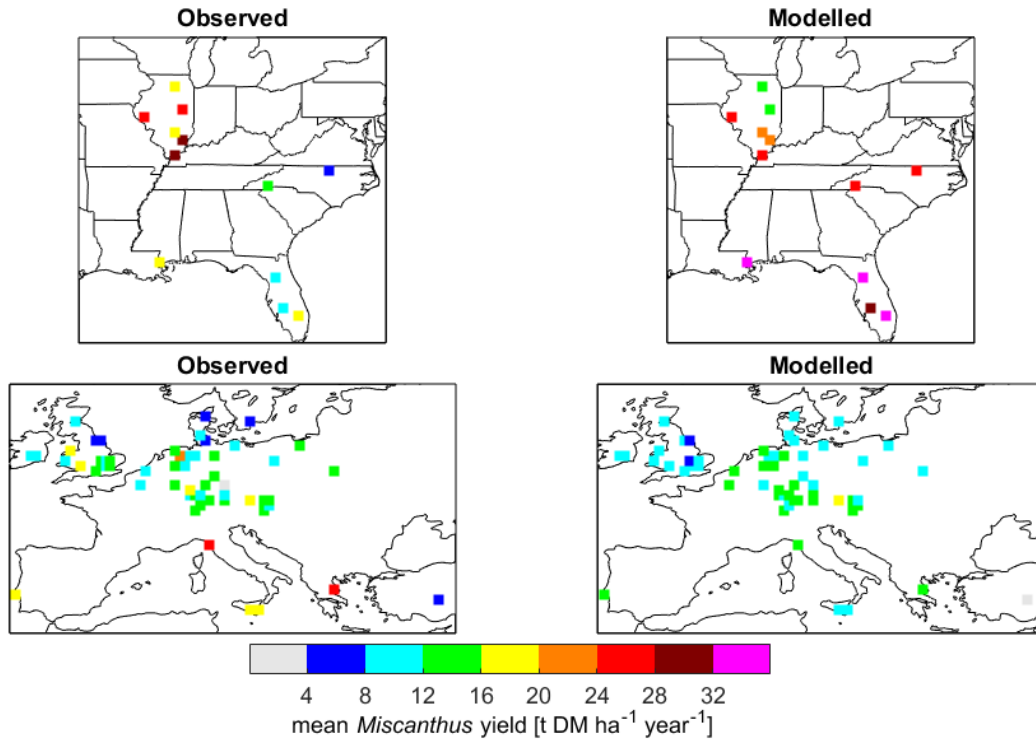 Observed
Modelled
Observed
Modelled
4 8 12 16 20 24 28 32
mean Miscanthus yield [t DM ha⁻¹ year⁻¹]